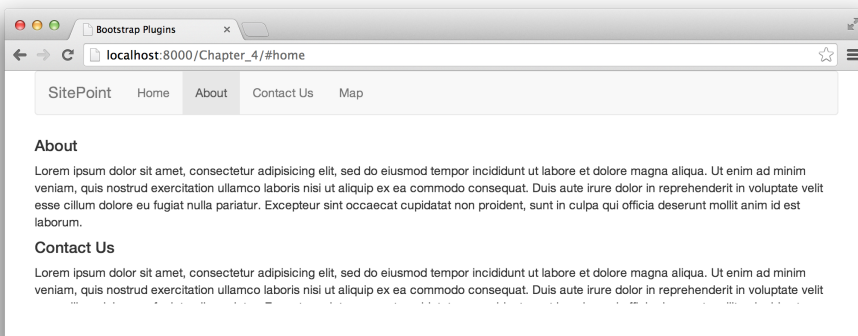 Bootstrap Plugins
localhost:8000/Chapter_4/#home
SitePoint Home About Contact Us Map
About
Lorem ipsum dolor sit amet, consectetur adipisicing elit, sed do eiusmod tempor incididunt ut labore et dolore magna aliqua. Ut enim ad minim
veniam, quis nostrud exercitation ullamco laboris nisi ut aliquip ex ea commodo consequat. Duis aute irure dolor in reprehenderit in voluptate velit
esse cillum dolore eu fugiat nulla pariatur. Excepteur sint occaecat cupidatat non proident, sunt in culpa qui officia deserunt mollit anim id est
laborum.
Contact Us
Lorem ipsum dolor sit amet, consectetur adipisicing elit, sed do eiusmod tempor incididunt ut labore et dolore magna aliqua. Ut enim ad minim
veniam, quis nostrud exercitation ullamco laboris nisi ut aliquip ex ea commodo consequat. Duis aute irure dolor in reprehenderit in voluptate velit